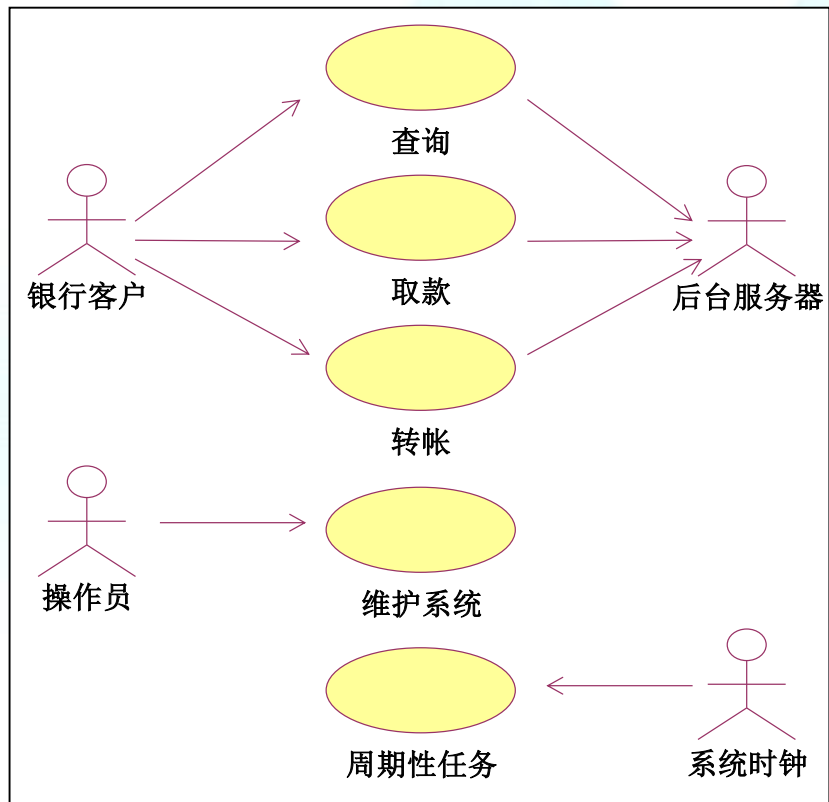 查询
银行客户
取款
后台服务器
转帐
操作员
维护系统
周期性任务
系统时钟